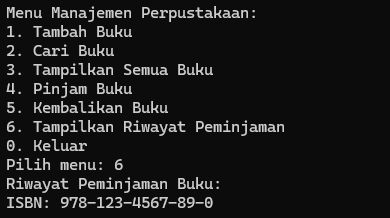 Menu Manajemen Perpustakaan:
1. Tambah Buku
2. Cari Buku
3. Tampilkan Semua Buku
4. Pinjam Buku
5. Kembalikan Buku
6. Tampilkan Riwayat Peminjaman
0. Keluar
Pilih menu: 6
Riwayat Peminjaman Buku:
ISBN: 978-123-4567-89-0